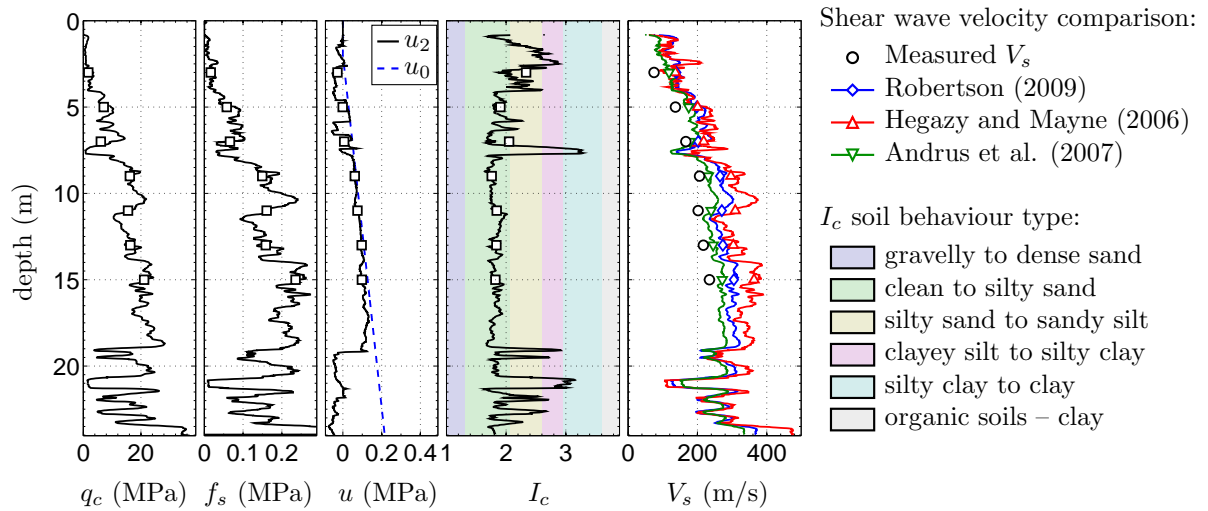 0
5
10
15
20
depth (m)
0 20
q_c (MPa)
0 0.1 0.2
f_s (MPa)
u_2
u_0
0 0.2 0.4
u (MPa)
1 2 3
I_c
0 200 400
V_s (m/s)
Shear wave velocity comparison:
Measured V_s
Robertson (2009)
Hegazy and Mayne (2006)
Andrus et al. (2007)
I_c soil behaviour type:
gravelly to dense sand
clean to silty sand
silty sand to sandy silt
clayey silt to silty clay
silty clay to clay
organic soils – clay